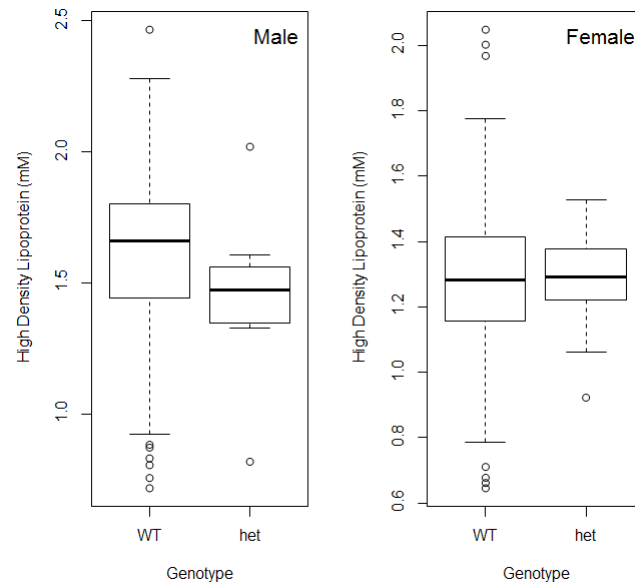 Male
High Density Lipoprotein (mM)
2.5
2.0
1.5
1.0
WT
het
Genotype
Female
High Density Lipoprotein (mM)
2.0
1.8
1.6
1.4
1.2
1.0
0.8
0.6
WT
het
Genotype